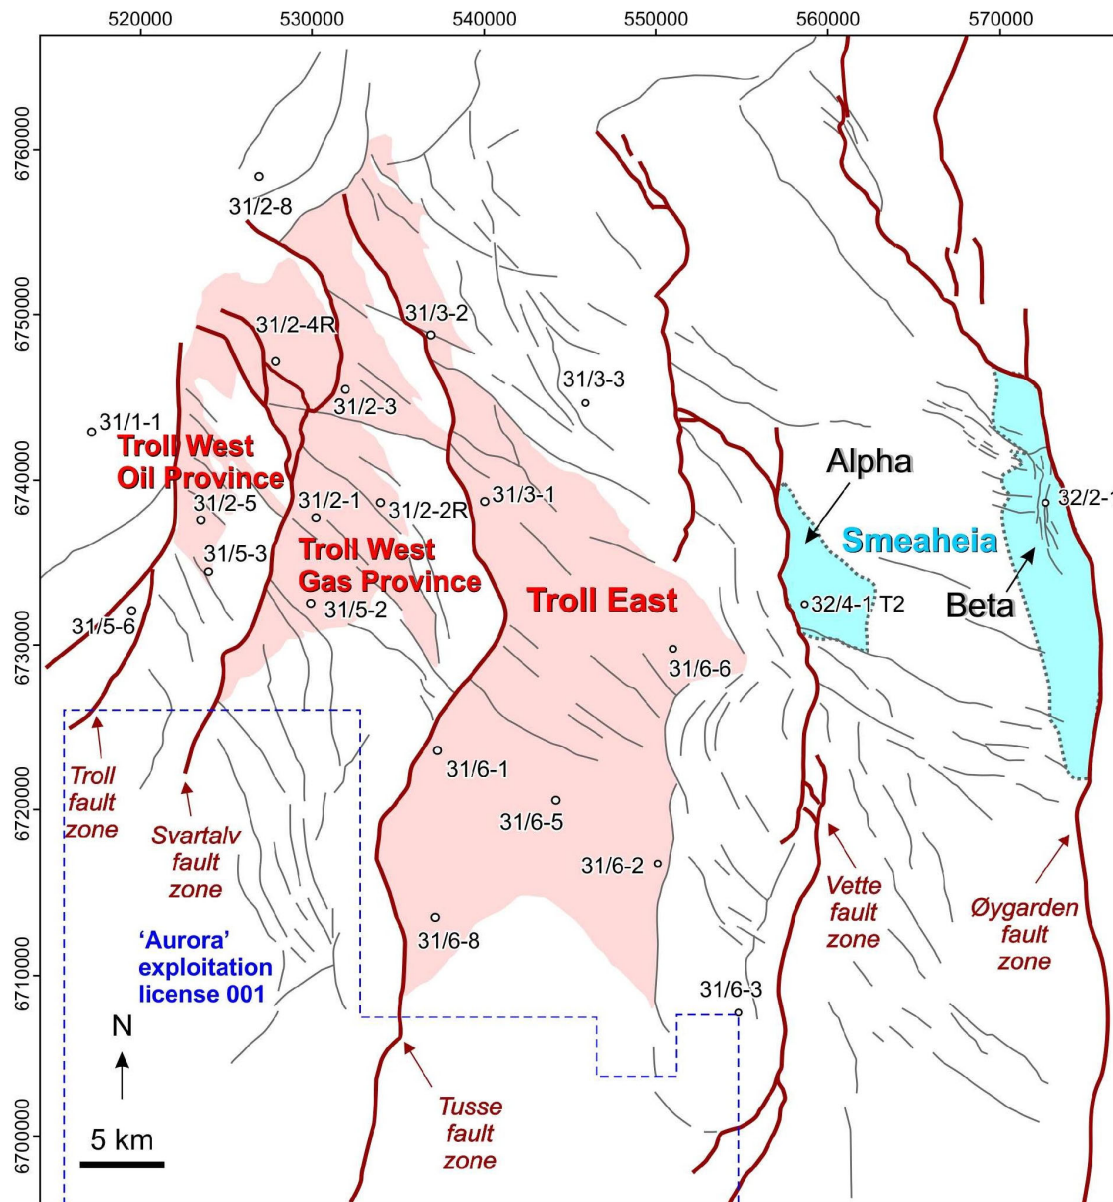 520000
530000
540000
550000
560000
570000
6760000
6750000
6740000
6730000
6720000
6710000
6700000
31/2-8
31/2-4R
31/3-2
31/3-3
31/2-3
31/1-1
Troll West
Oil Province
31/2-5
31/2-1
31/2-2R
31/3-1
31/5-3
Troll West
Gas Province
31/5-2
31/5-6
Troll East
31/6-6
Alpha
Smeaheia
32/2-1
32/4-1 T2
Beta
Troll
fault
zone
Svartalv
fault
zone
31/6-1
31/6-5
31/6-2
31/6-8
31/6-3
Vette
fault
zone
Øygarden
fault
zone
‘Aurora’
exploitation
license 001
N
5 km
Tusse
fault
zone